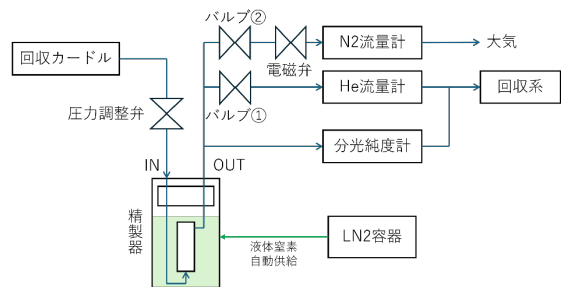 バルブ②
N2流量計
大気
回収カードル
電磁弁
He流量計
回収系
圧力調整弁
バルブ①
分光純度計
IN
OUT
精製器
LN2容器
液体窒素
自動供給